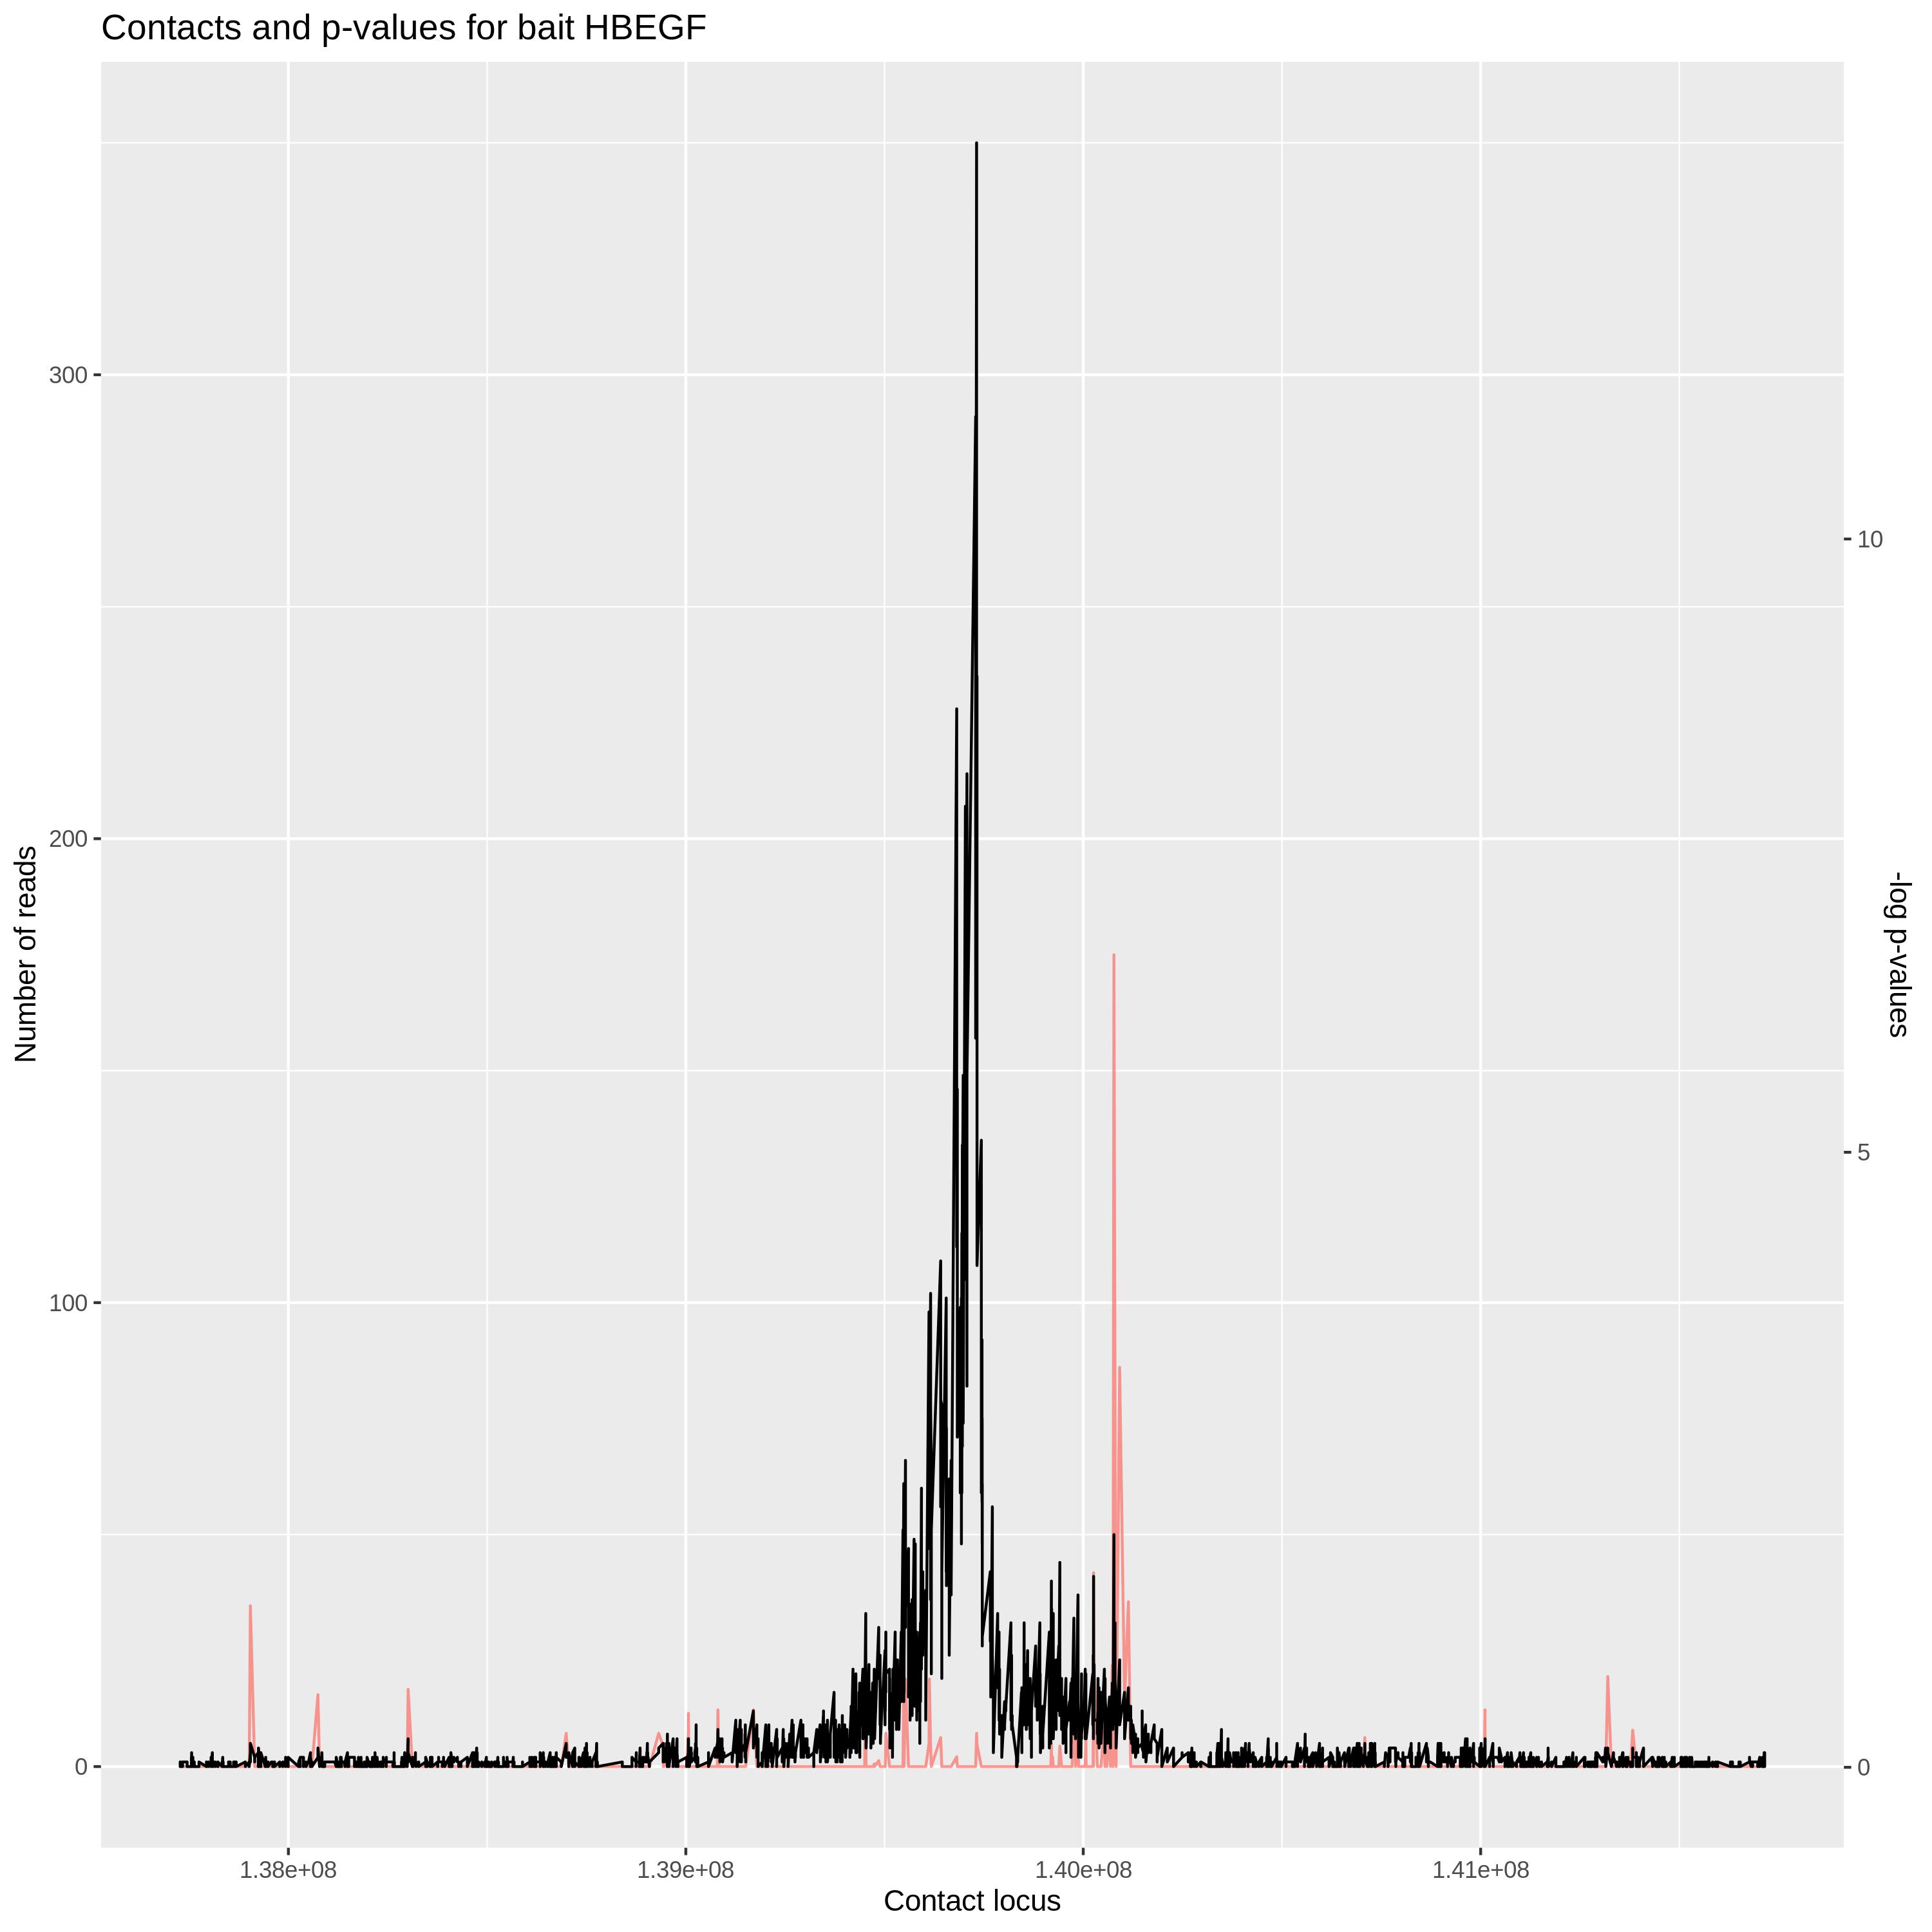 Contacts and p-values for bait HBEGF
300
200
100
0
10
5
0
Number of reads
-log p-values
1.38e+08
1.39e+08
1.40e+08
1.41e+08
Contact locus